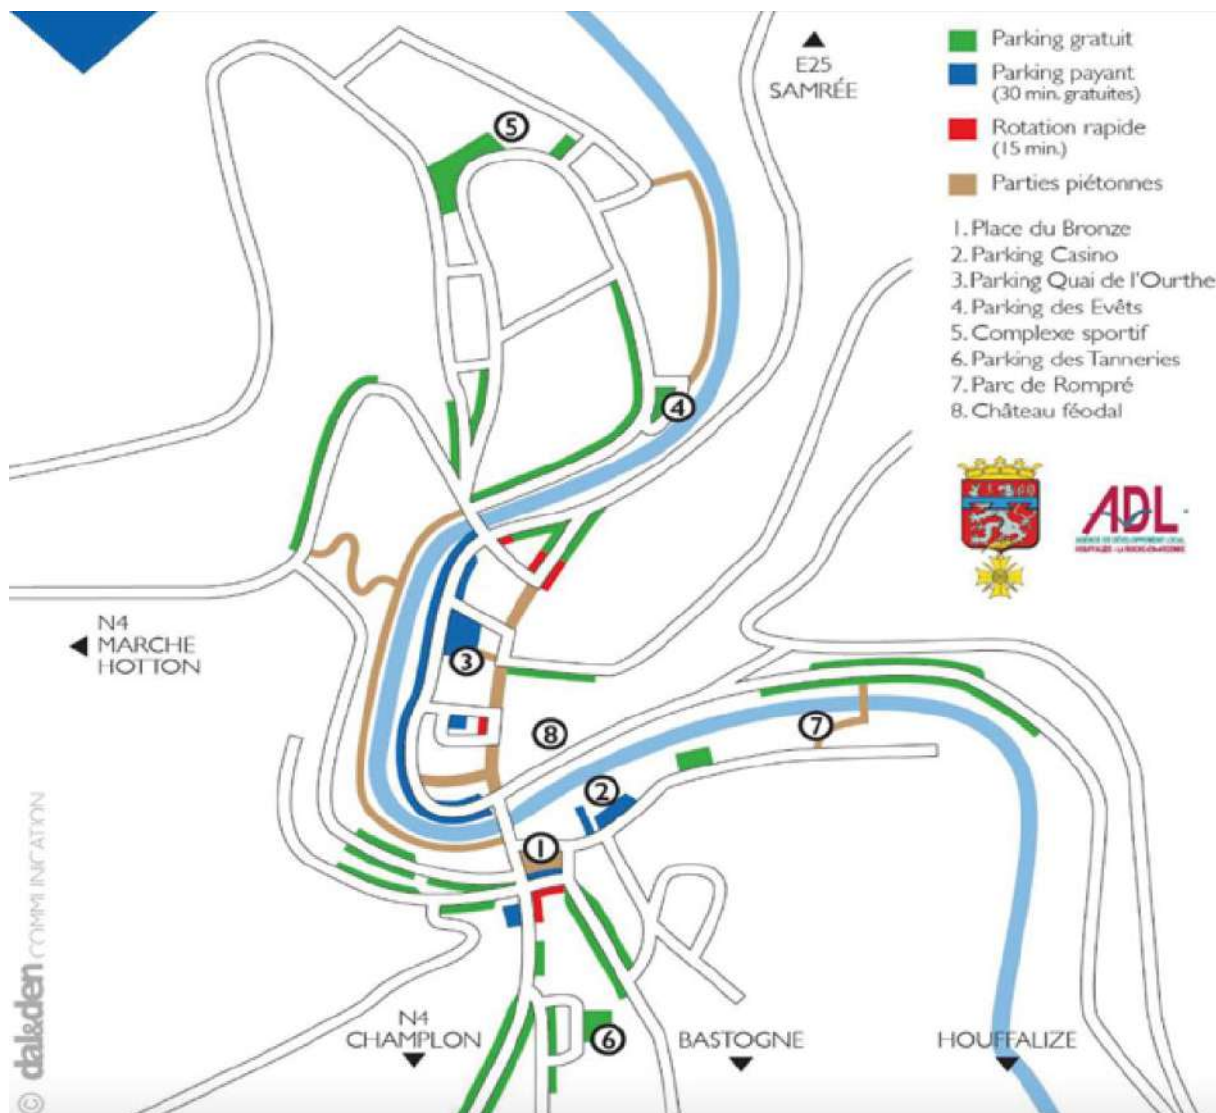 E25
SAMRÉE
Parking gratuit
Parking payant
(30 min. gratuites)
Rotation rapide
(15 min.)
Parties piétonnes
1. Place du Bronze
2. Parking Casino
3. Parking Quai de l'Ourthe
4. Parking des Evêts
5. Complexe sportif
6. Parking des Tanneries
7. Parc de Rompré
8. Château féodal
ADL
5
4
N4
MARCHE
HOTTON
3
8
7
2
1
6
N4
CHAMPLON
BASTOGNE
HOUFFALIZE
© dal&den COMMUNICATION